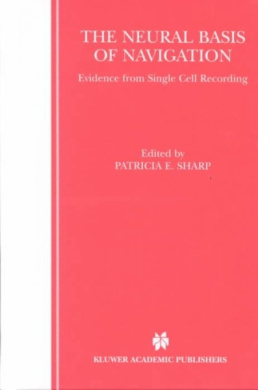 THE NEURAL BASIS
OF NAVIGATION
Evidence from Single Cell Recording
Edited by
PATRICIA E. SHARP
KLUWER ACADEMIC PUBLISHERS